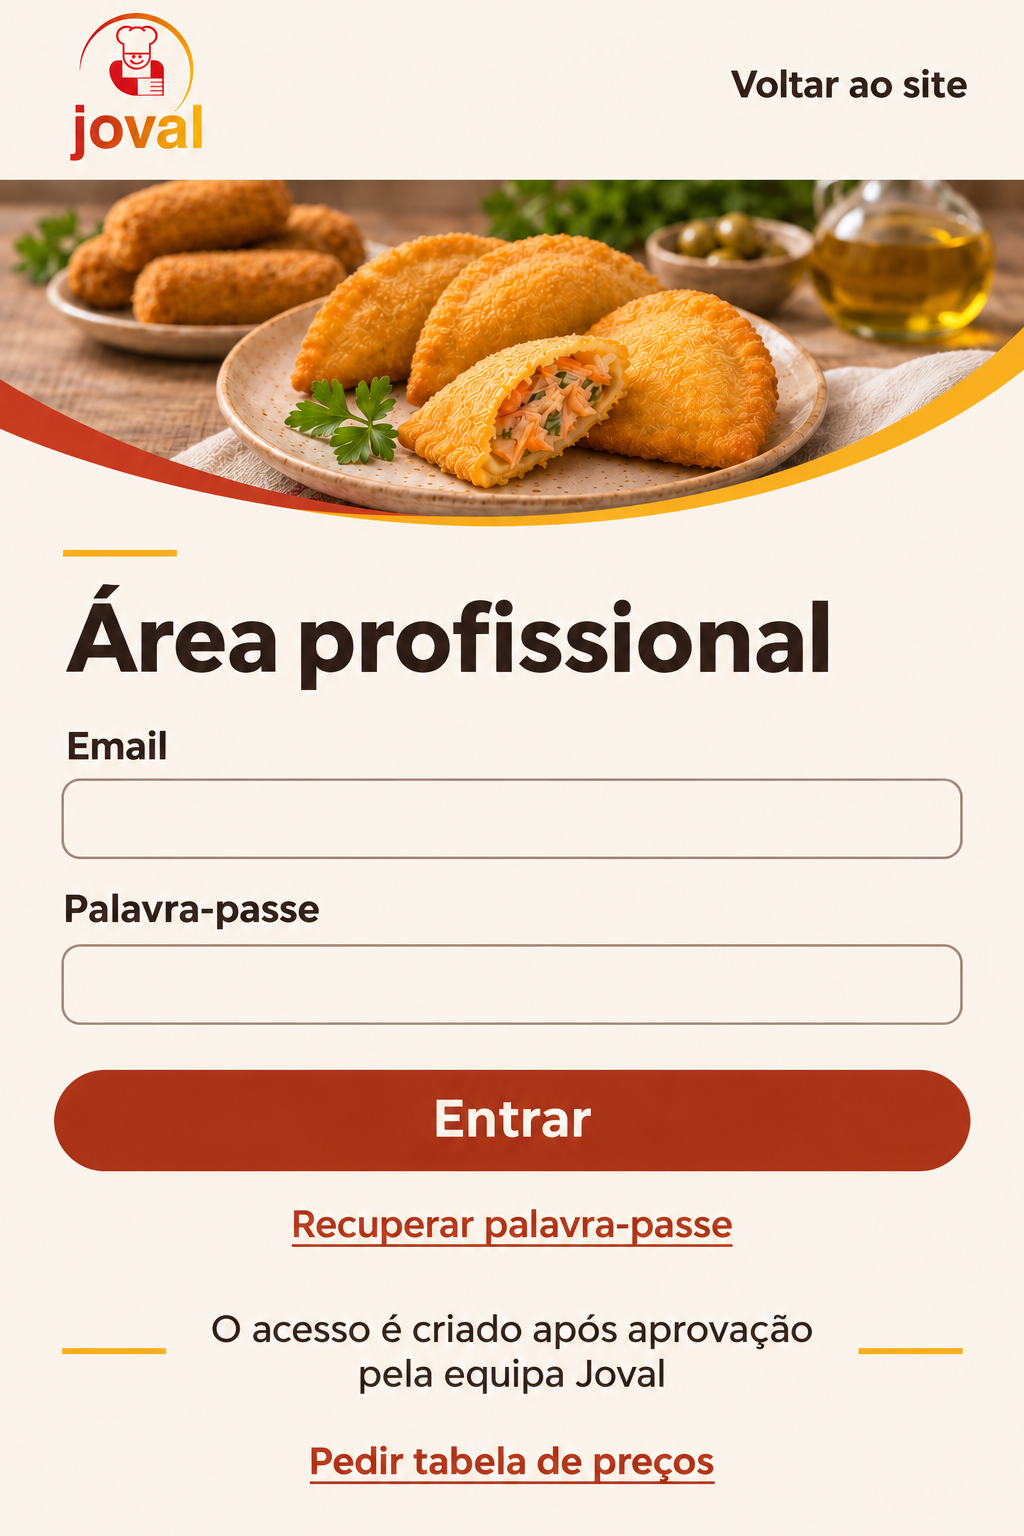 joval
Voltar ao site
Área profissional
Email
Palavra-passe
Entrar
Recuperar palavra-passe
O acesso é criado após aprovação
pela equipa Joval
Pedir tabela de preços